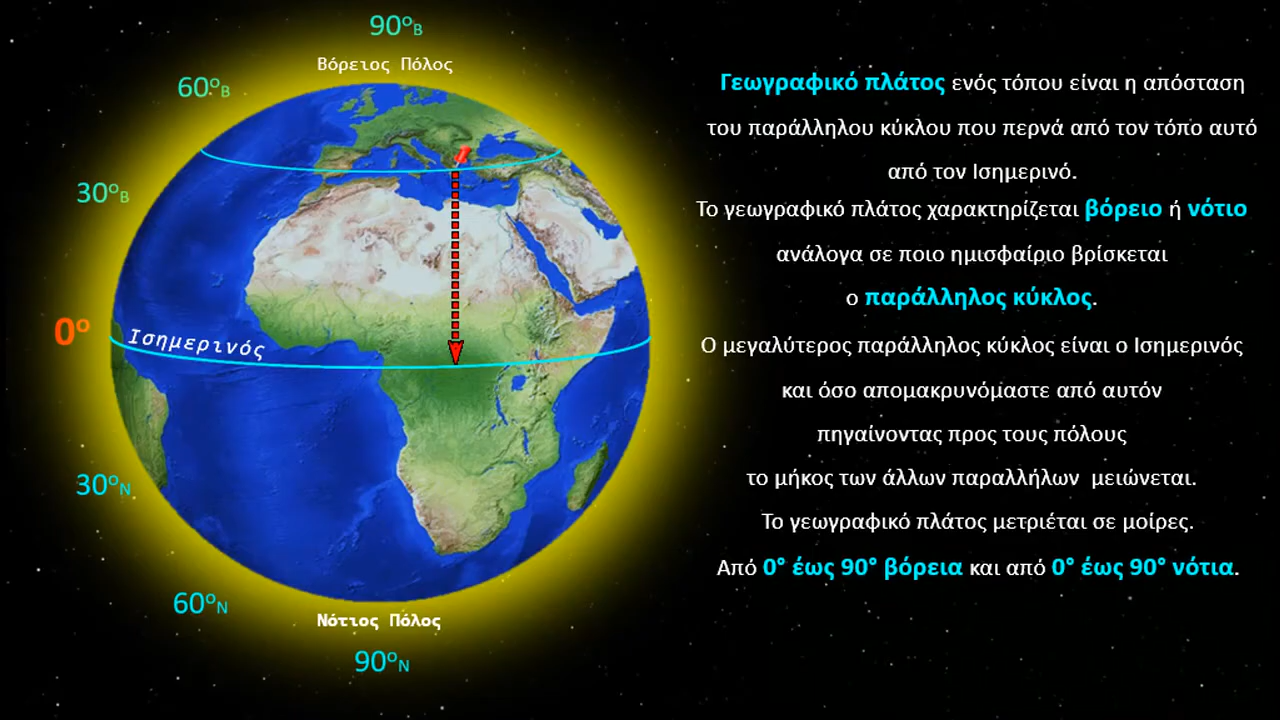 90°Β
Βόρειος Πόλος
60°Β
30°Β
0°
Ισημερινός
30°Ν
60°Ν
Νότιος Πόλος
90°Ν
Γεωγραφικό πλάτος ενός τόπου είναι η απόσταση
του παράλληλου κύκλου που περνά από τον τόπο αυτό
από τον Ισημερινό.
Το γεωγραφικό πλάτος χαρακτηρίζεται βόρειο ή νότιο
ανάλογα σε ποιο ημισφαίριο βρίσκεται
ο παράλληλος κύκλος.
Ο μεγαλύτερος παράλληλος κύκλος είναι ο Ισημερινός
και όσο απομακρυνόμαστε από αυτόν
πηγαίνοντας προς τους πόλους
το μήκος των άλλων παραλλήλων μειώνεται.
Το γεωγραφικό πλάτος μετριέται σε μοίρες.
Από 0° έως 90° βόρεια και από 0° έως 90° νότια.